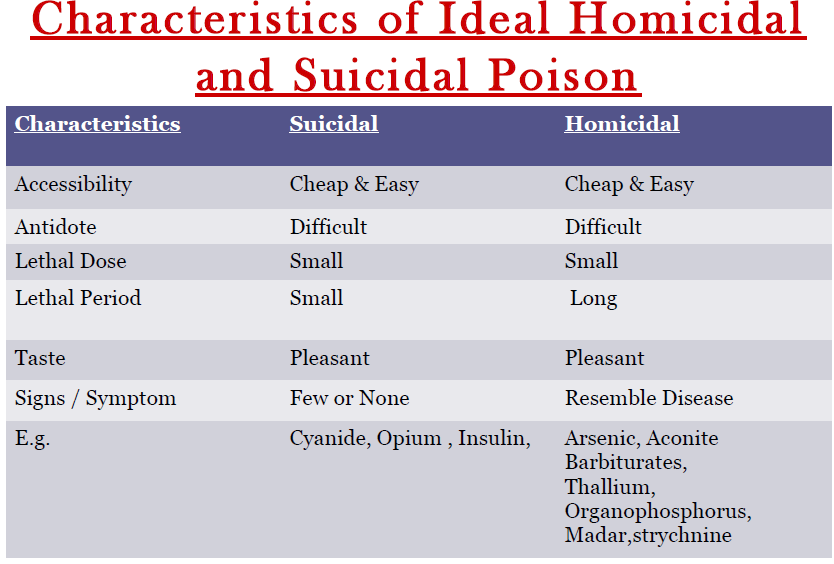 Characteristics of Ideal Homicidal
and Suicidal Poison
Characteristics Suicidal Homicidal
Accessibility Cheap & Easy Cheap & Easy
Antidote Difficult Difficult
Lethal Dose Small Small
Lethal Period Small Long
Taste Pleasant Pleasant
Signs / Symptom Few or None Resemble Disease
E.g. Cyanide, Opium , Insulin, Arsenic, Aconite
Barbiturates,
Thallium,
Organophosphorus,
Madar,strychnine